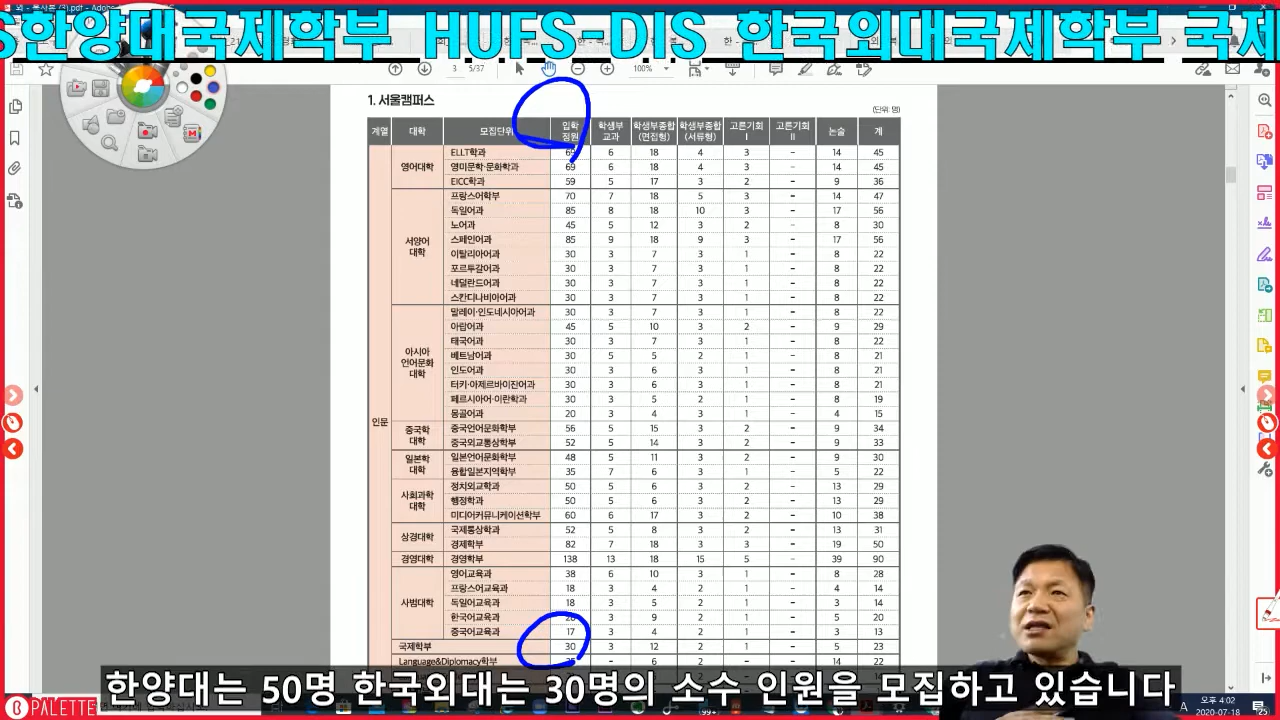 S한양대국제학부 HUFS-DIS 한국외대국제학부 국제
3 5/37 100%
1. 서울캠퍼스
(단위: 명)
계열 대학 모집단위 입학정원 학생부교과 학생부종합(면접형) 학생부종합(서류형) 고른기회 I 고른기회 II 논술 계
인문
영어대학 ELLT학과 69 6 18 4 3 - 14 45
영미문학·문화학과 69 6 18 4 3 - 14 45
EICC학과 59 5 17 3 2 - 9 36
서양어대학 프랑스어학부 70 7 18 5 3 - 14 47
독일어과 85 8 18 10 3 - 17 56
노어과 45 5 12 3 2 - 8 30
스페인어과 85 9 18 9 3 - 17 56
이탈리아어과 30 3 7 3 1 - 8 22
포르투갈어과 30 3 7 3 1 - 8 22
네덜란드어과 30 3 7 3 1 - 8 22
스칸디나비아어과 30 3 7 3 1 - 8 22
아시아언어문화대학 말레이·인도네시아어과 30 3 7 3 1 - 8 22
아랍어과 45 5 10 3 2 - 9 29
태국어과 30 3 7 3 1 - 8 22
베트남어과 30 5 5 2 1 - 8 21
인도어과 30 3 6 3 1 - 8 21
터키·아제르바이잔어과 30 3 6 3 1 - 8 21
페르시아어·이란학과 30 3 5 2 1 - 8 19
몽골어과 20 3 4 3 1 - 4 15
중국학대학 중국언어문화학부 56 5 15 3 2 - 9 34
중국외교통상학부 52 5 14 3 2 - 9 33
일본학대학 일본언어문화학부 48 5 11 3 2 - 9 30
융합일본지역학부 35 7 6 3 1 - 5 22
사회과학대학 정치외교학과 50 5 6 3 2 - 13 29
행정학과 50 5 6 3 2 - 13 29
미디어커뮤니케이션학부 60 6 17 3 2 - 10 38
상경대학 국제통상학과 52 5 8 3 2 - 13 31
경제학부 82 7 18 3 3 - 19 50
경영대학 경영학부 138 13 18 15 5 - 39 90
사범대학 영어교육과 38 6 10 3 1 - 8 28
프랑스어교육과 18 3 4 2 1 - 4 14
독일어교육과 18 3 5 2 1 - 3 14
한국어교육과 3 9 2 1 - 5 20
중국어교육과 17 3 4 2 1 - 3 13
국제학부 30 3 12 2 1 - 5 23
Language&Diplomacy학부 - 6 2 - - 14 22
한양대는 50명 한국외대는 30명의 소수 인원을 모집하고 있습니다
PALETTE
99+
A 오후 4:02
2020-07-18
25